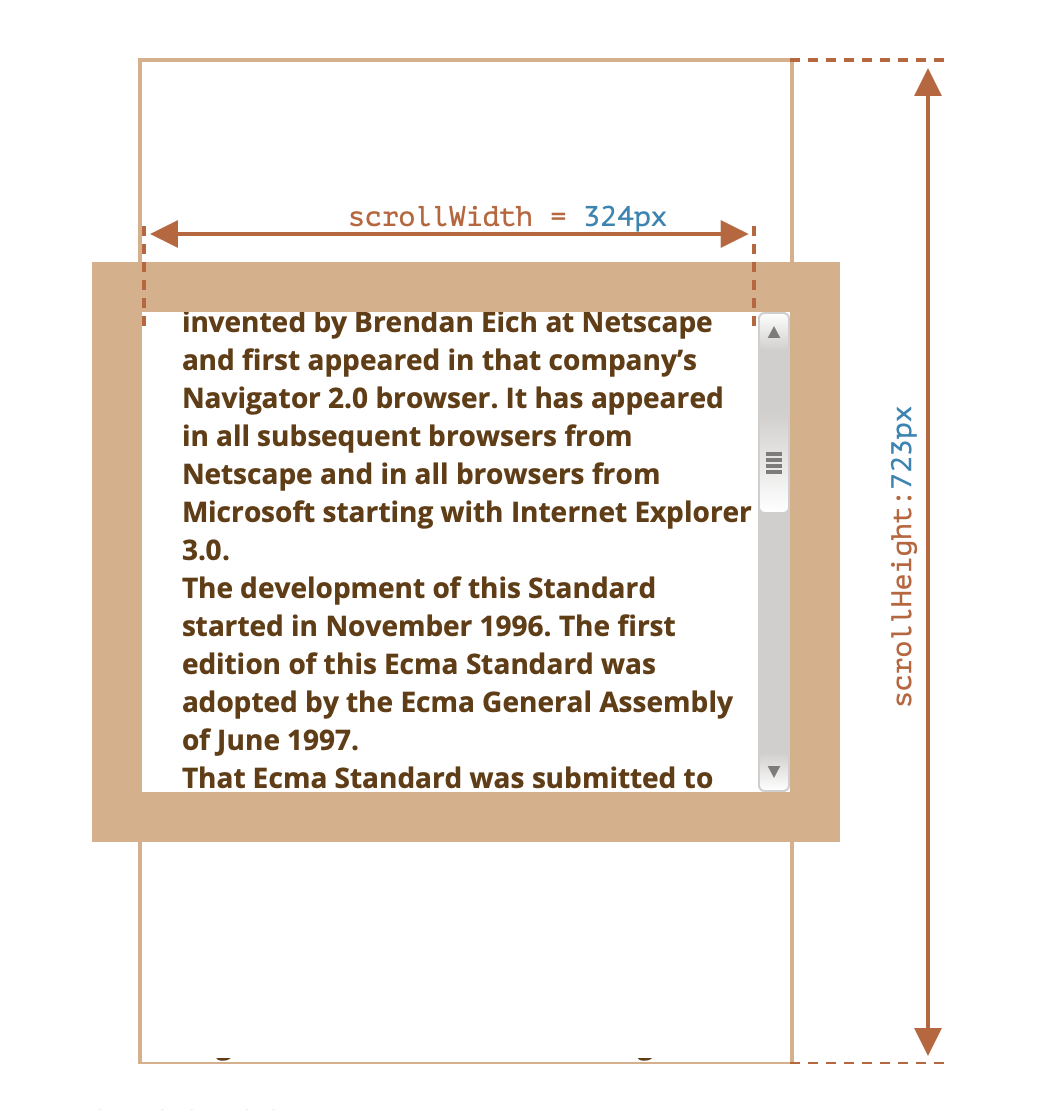 scrollWidth = 324px
invented by Brendan Eich at Netscape
and first appeared in that company’s
Navigator 2.0 browser. It has appeared
in all subsequent browsers from
Netscape and in all browsers from
Microsoft starting with Internet Explorer
3.0.
The development of this Standard
started in November 1996. The first
edition of this Ecma Standard was
adopted by the Ecma General Assembly
of June 1997.
That Ecma Standard was submitted to
scrollHeight:723px